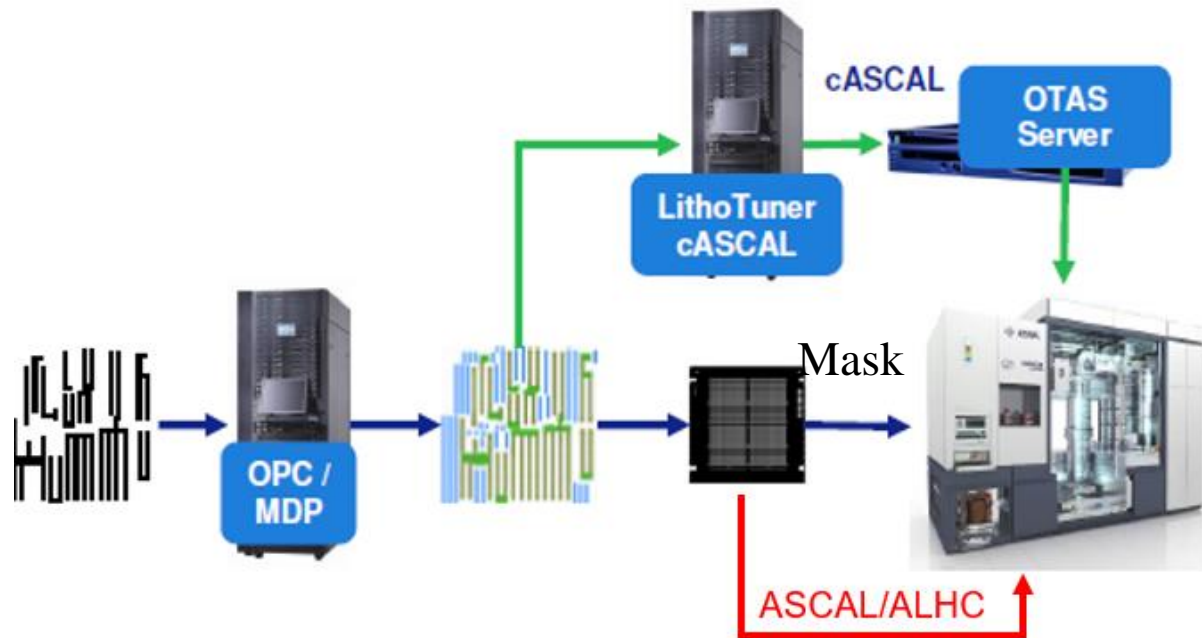 cASCAL
OTAS
Server
LithoTuner
cASCAL
Mask
OPC /
MDP
ASCAL/ALHC